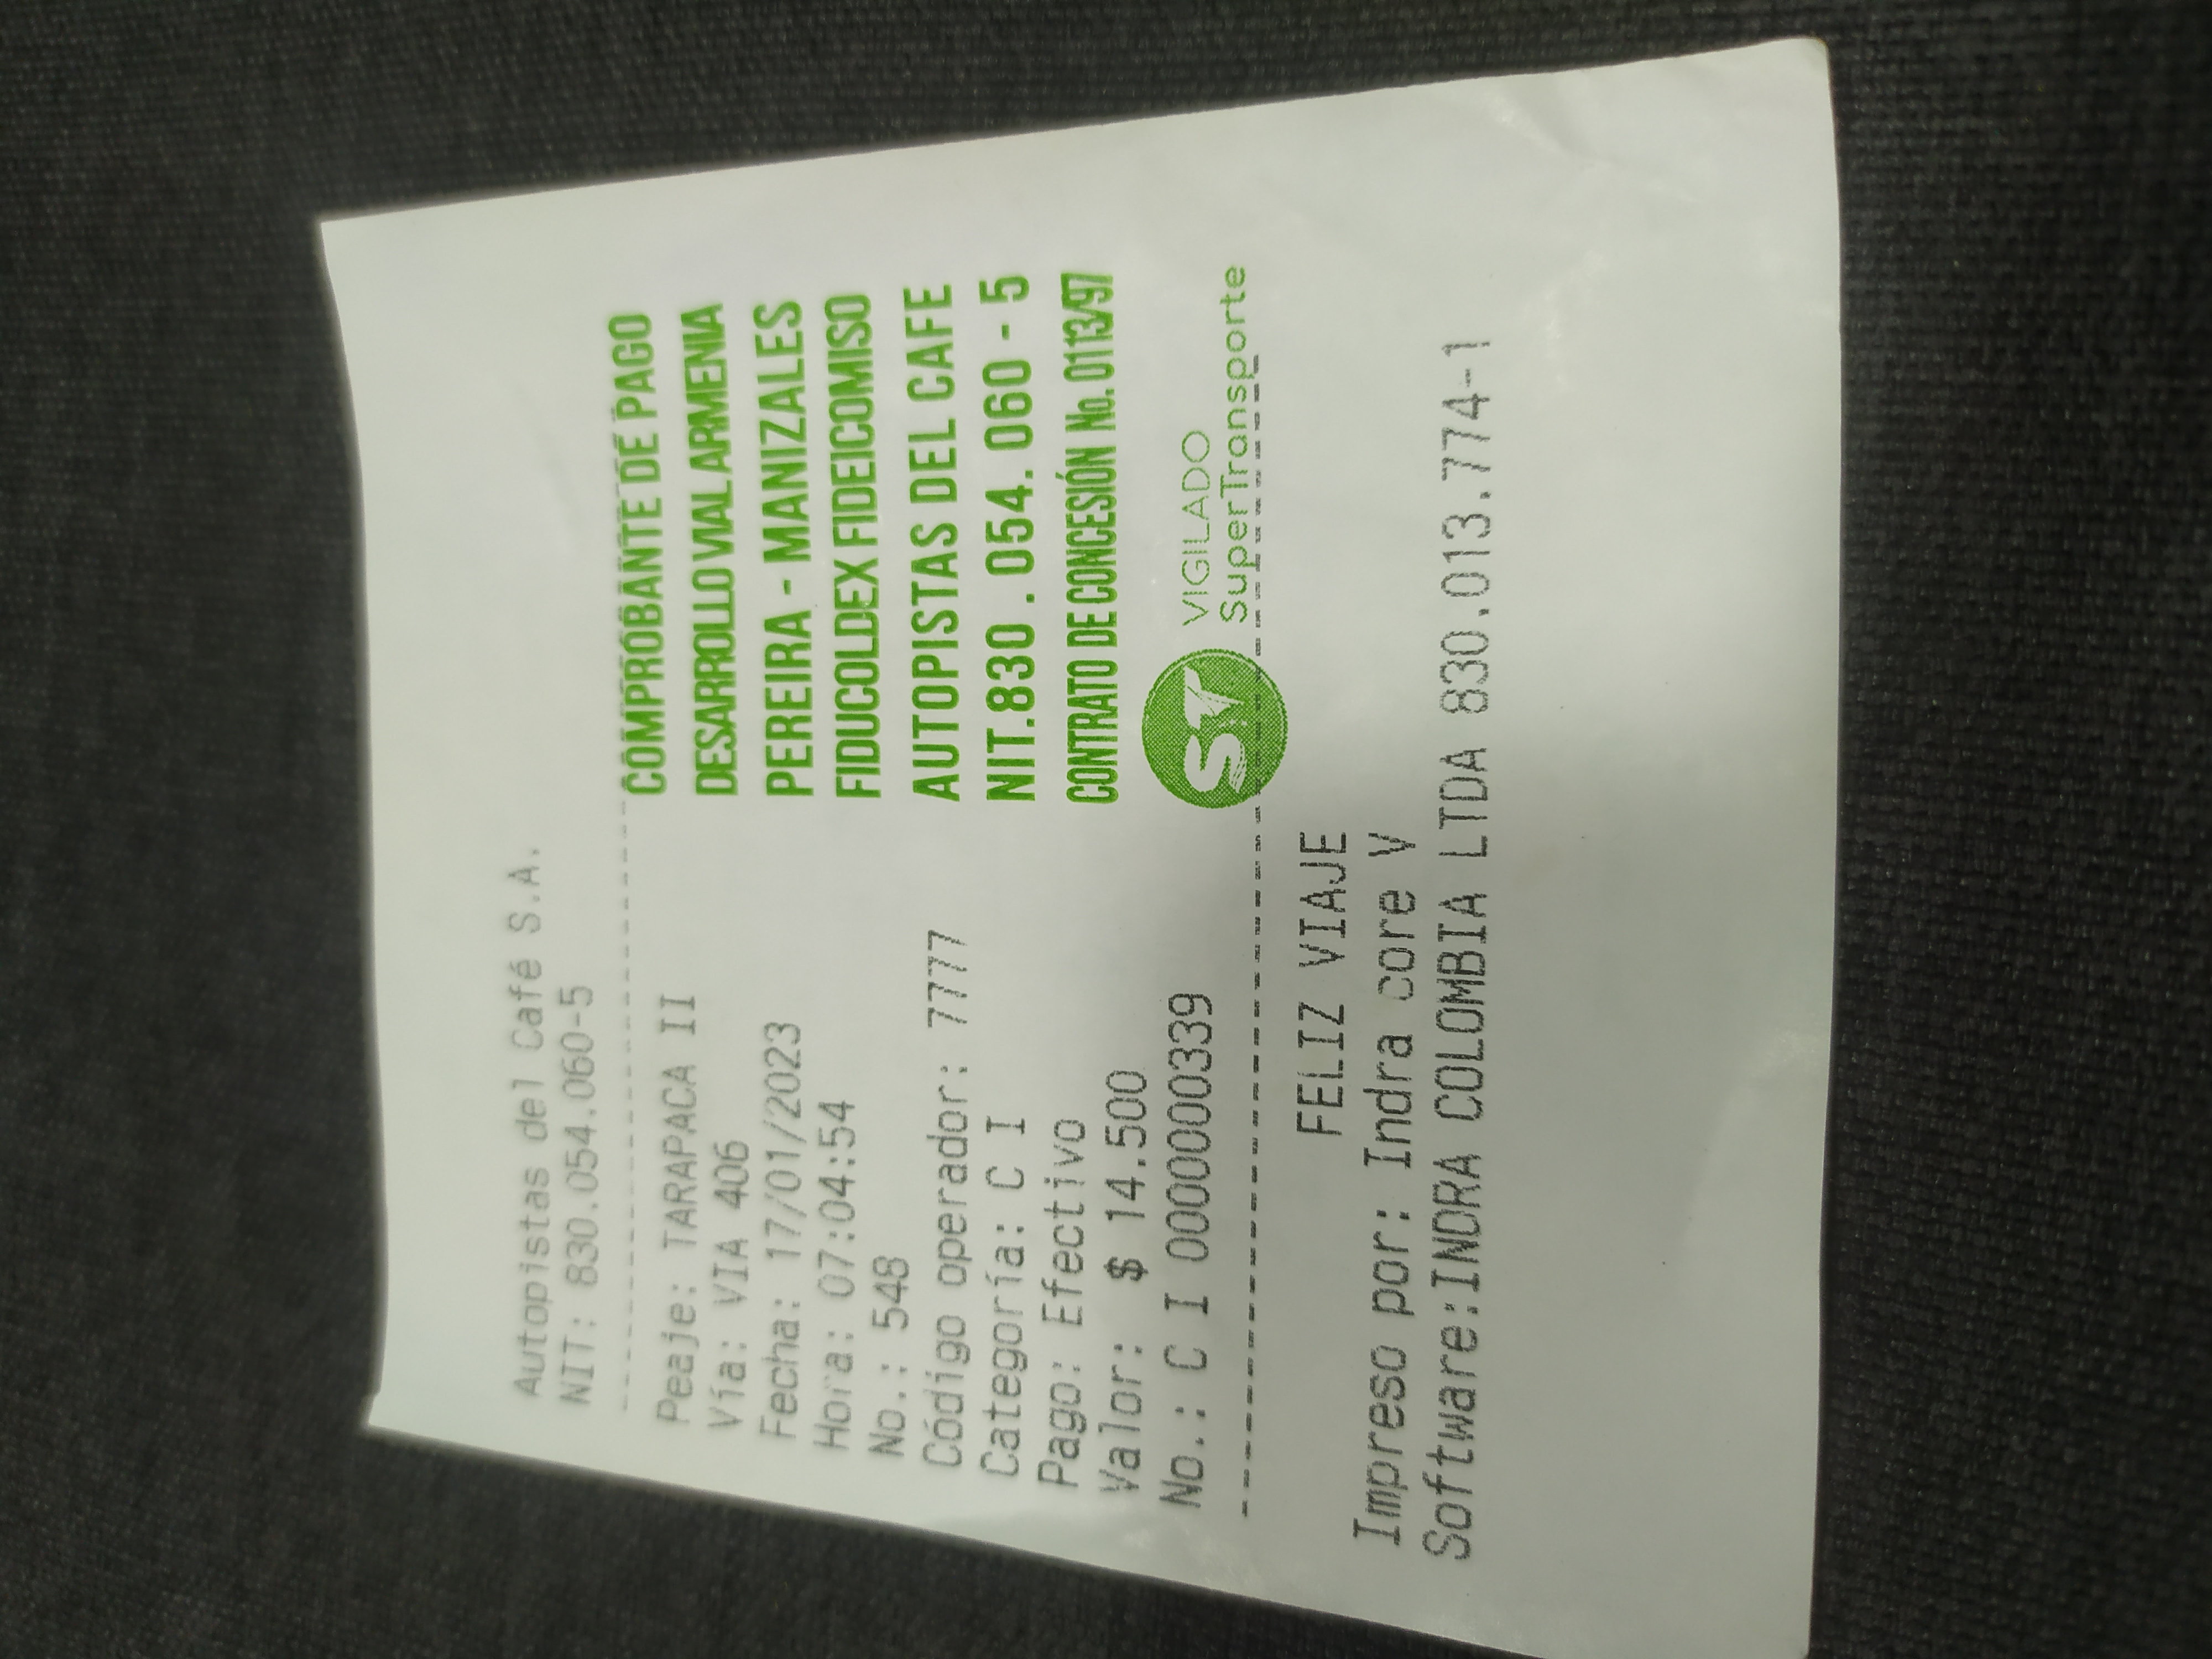 Autopistas del Café S.A.
NIT: 830.054.060-5
Peaje: TARAPACA II
Vía: VIA 406
Fecha: 17/01/2023
Hora: 07:04:54
No.: 548
Código operador: 7777
Categoría: C I
Pago: Efectivo
Valor: $ 14.500
No.: C I 0000000339
COMPROBANTE DE PAGO
DESARROLLO VIAL ARMENIA
PEREIRA - MANIZALES
FIDUCOLDEX FIDEICOMISO
AUTOPISTAS DEL CAFE
NIT.830.054.060-5
CONTRATO DE CONCESIÓN No. 0113/97
ST
VIGILADO
SuperTransporte
FELIZ VIAJE
Impreso por: Indra core V
Software:INDRA COLOMBIA LTDA 830.013.774-1